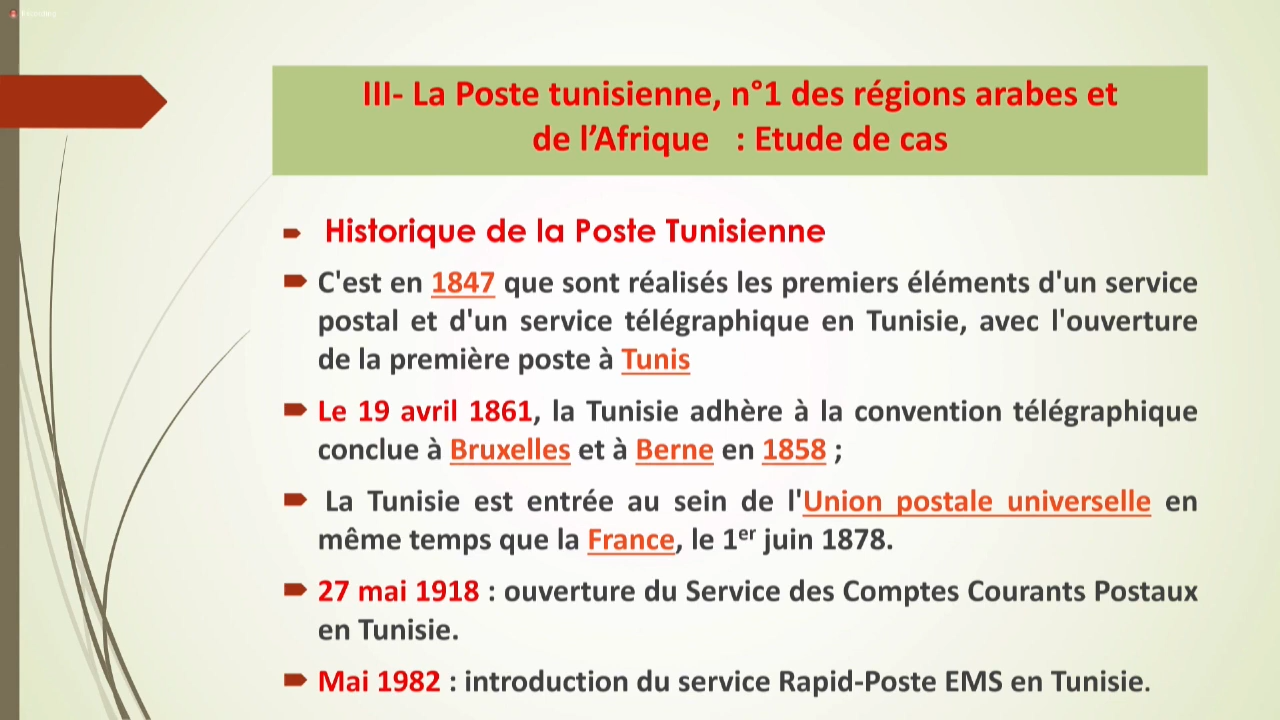 III- La Poste tunisienne, n°1 des régions arabes et
de l’Afrique : Etude de cas
Historique de la Poste Tunisienne
C'est en 1847 que sont réalisés les premiers éléments d'un service
postal et d'un service télégraphique en Tunisie, avec l'ouverture
de la première poste à Tunis
Le 19 avril 1861, la Tunisie adhère à la convention télégraphique
conclue à Bruxelles et à Berne en 1858 ;
La Tunisie est entrée au sein de l'Union postale universelle en
même temps que la France, le 1er juin 1878.
27 mai 1918 : ouverture du Service des Comptes Courants Postaux
en Tunisie.
Mai 1982 : introduction du service Rapid-Poste EMS en Tunisie.